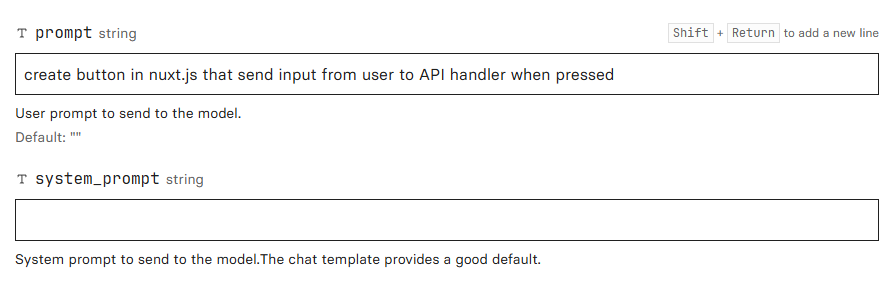 T prompt string Shift + Return to add a new line
create button in nuxt.js that send input from user to API handler when pressed
User prompt to send to the model.
Default: ""
T system_prompt string
System prompt to send to the model.The chat template provides a good default.